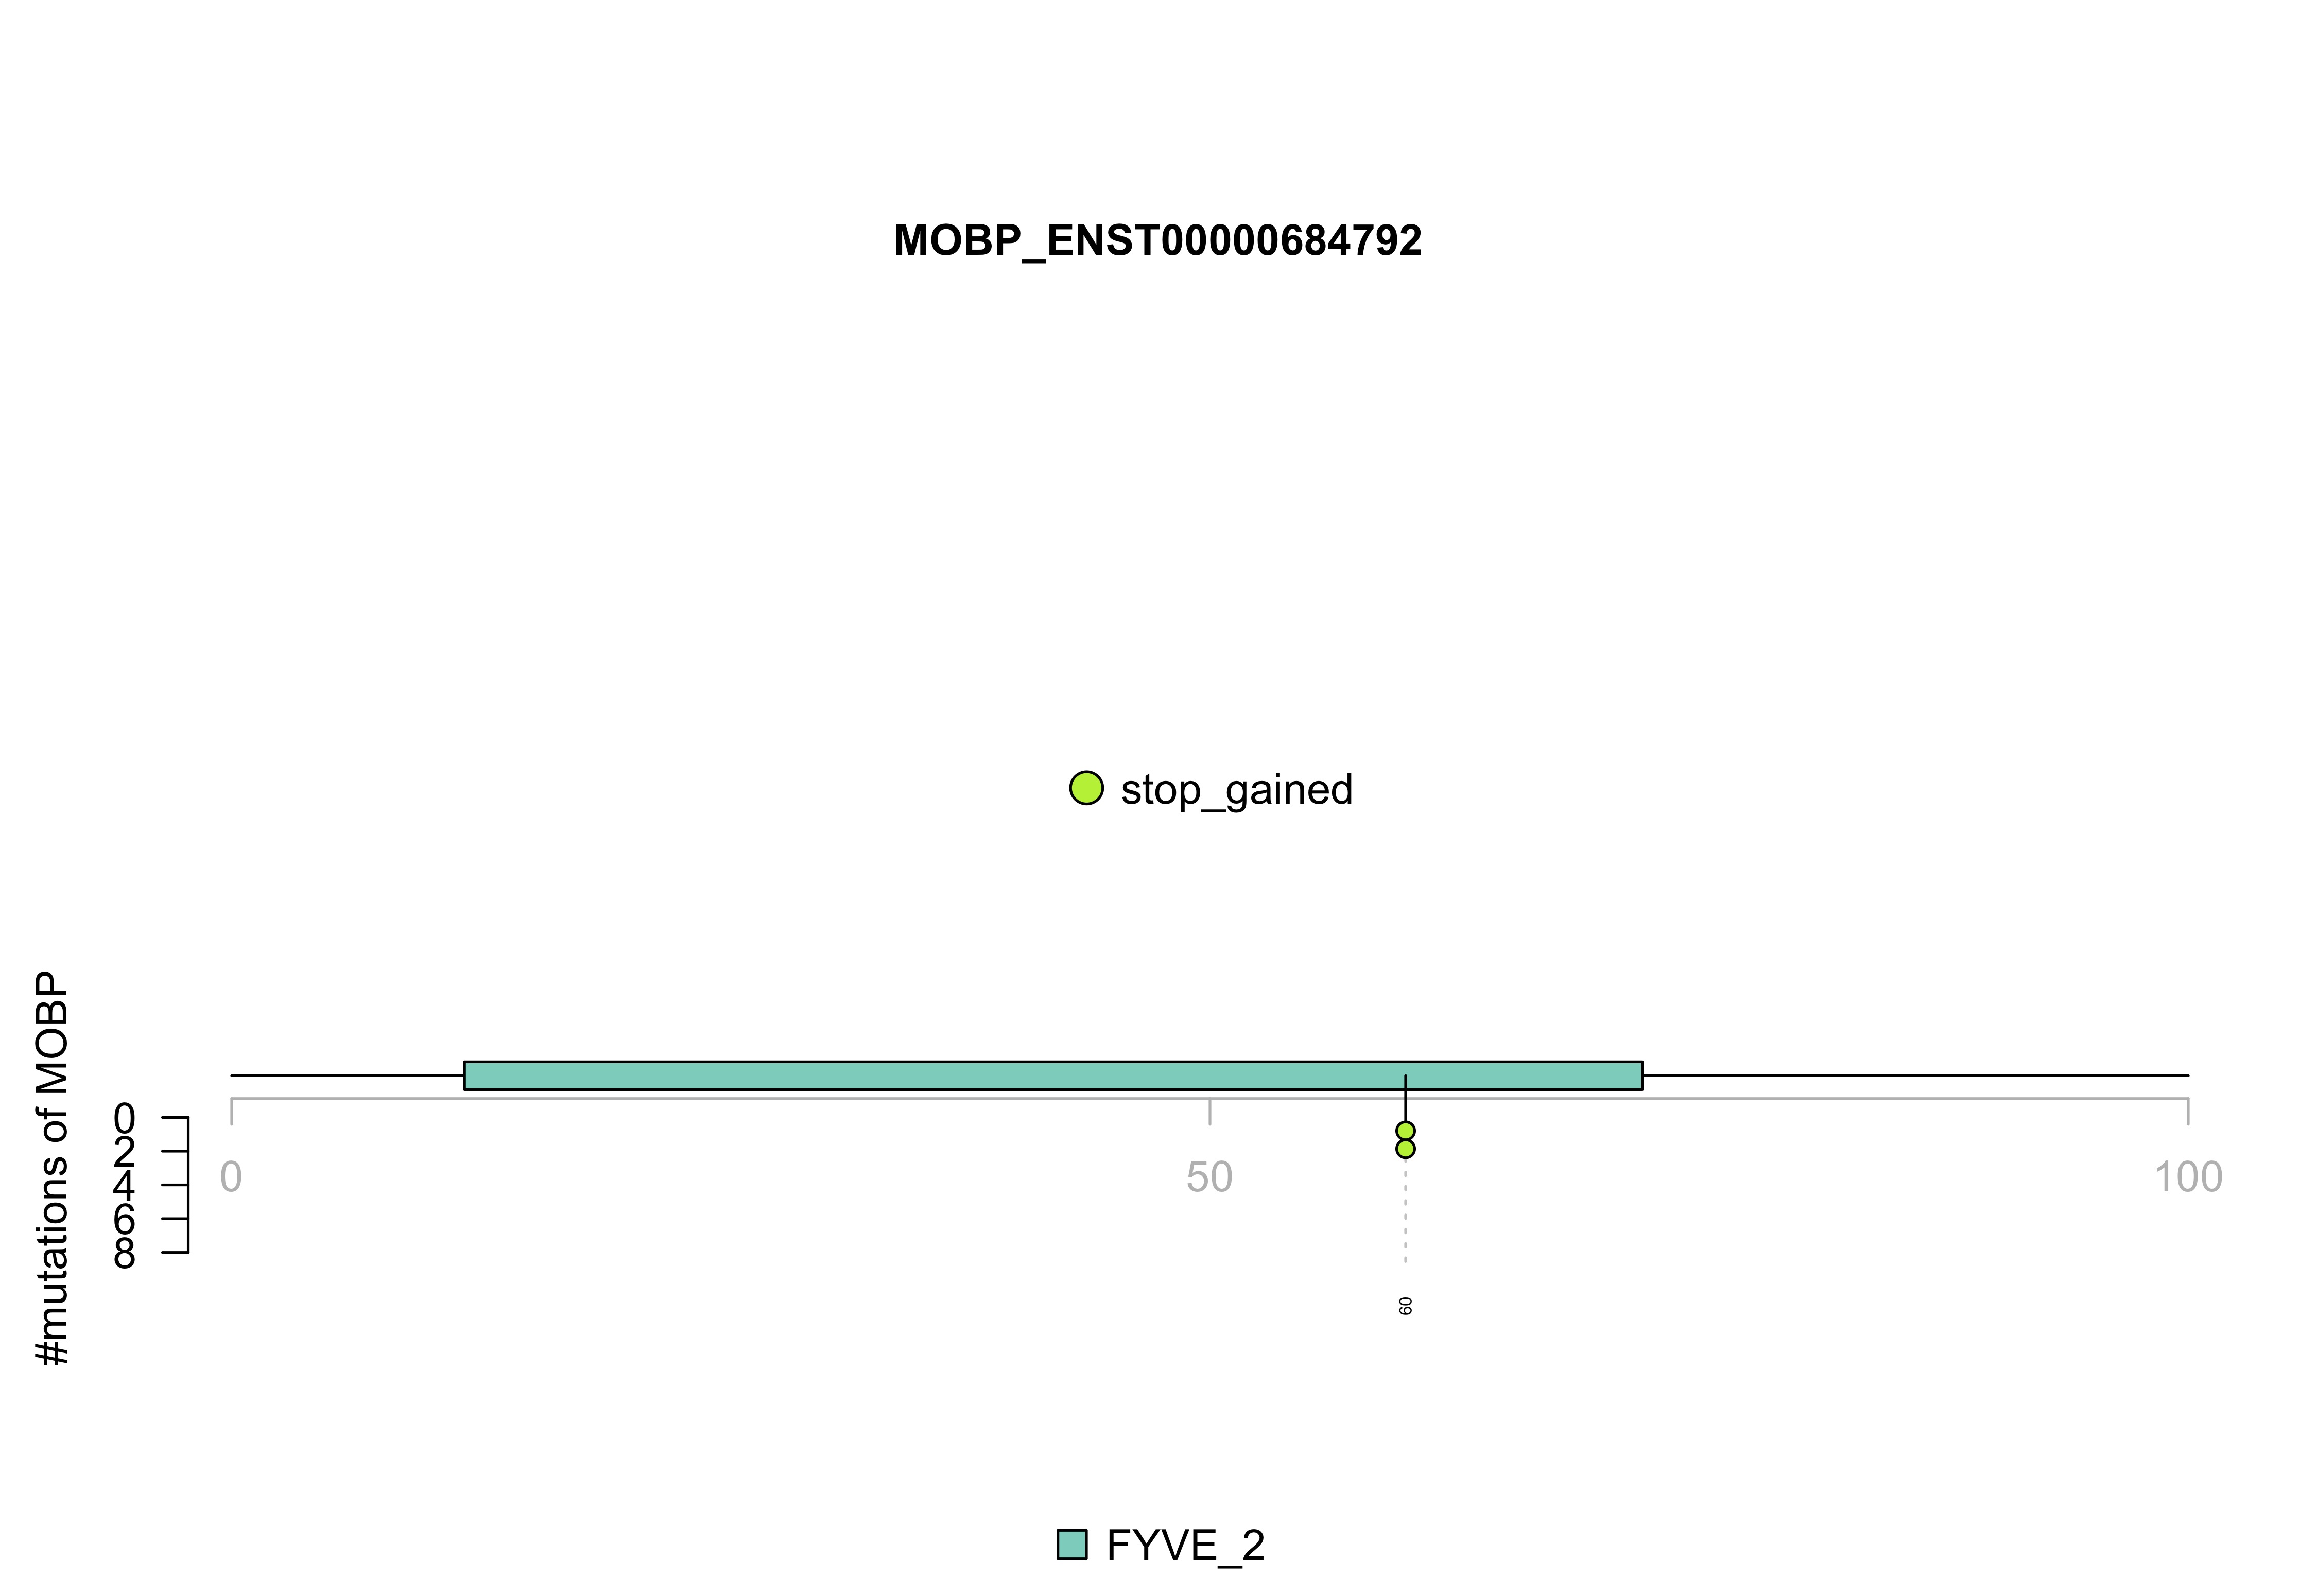 MOBP_ENST00000684792
stop_gained
#mutations of MOBP
0
2
4
6
8
0
50
100
60
FYVE_2